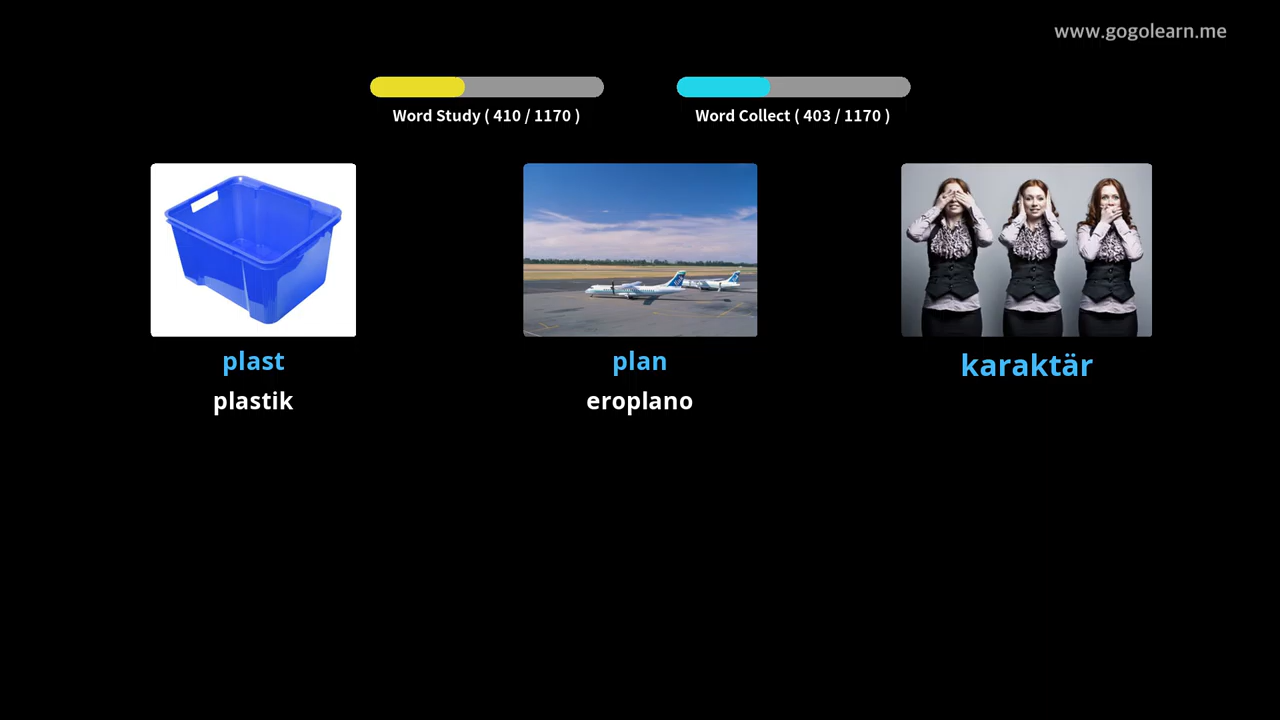 www.gogolearn.me
Word Study ( 410 / 1170 )
Word Collect ( 403 / 1170 )
plast
plan
karaktär
plastik
eroplano